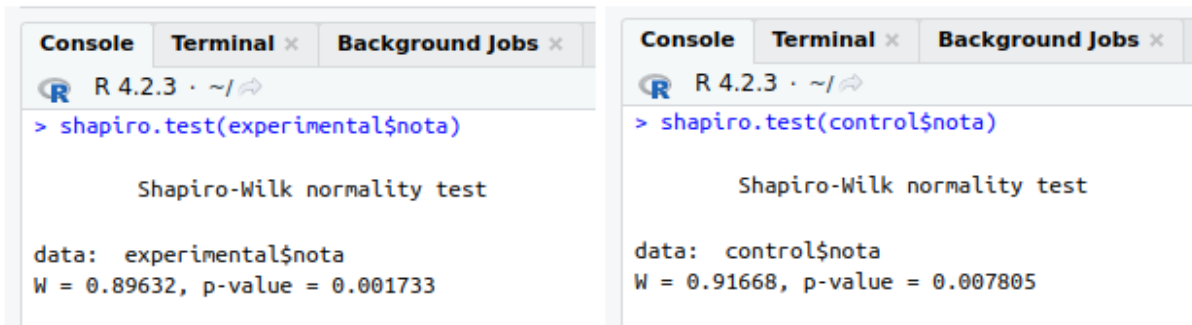 Console Terminal × Background Jobs ×
R R 4.2.3 · ~/
> shapiro.test(experimental$nota)
Shapiro-Wilk normality test
data: experimental$nota
W = 0.89632, p-value = 0.001733
Console Terminal × Background Jobs ×
R R 4.2.3 · ~/
> shapiro.test(control$nota)
Shapiro-Wilk normality test
data: control$nota
W = 0.91668, p-value = 0.007805